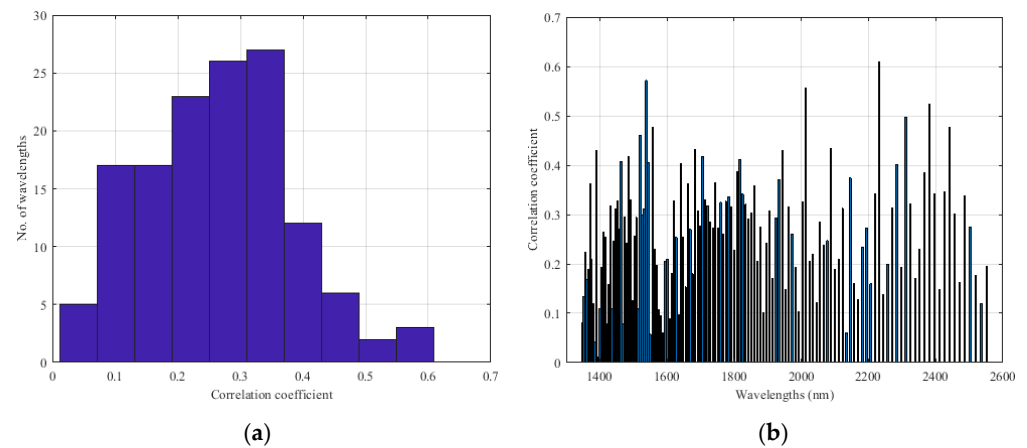 30
25
20
15
10
5
0
No. of wavelengths
0 0.1 0.2 0.3 0.4 0.5 0.6 0.7
Correlation coefficient
(a)
0.7
0.6
0.5
0.4
0.3
0.2
0.1
0
Correlation coefficient
1400 1600 1800 2000 2200 2400 2600
Wavelengths (nm)
(b)